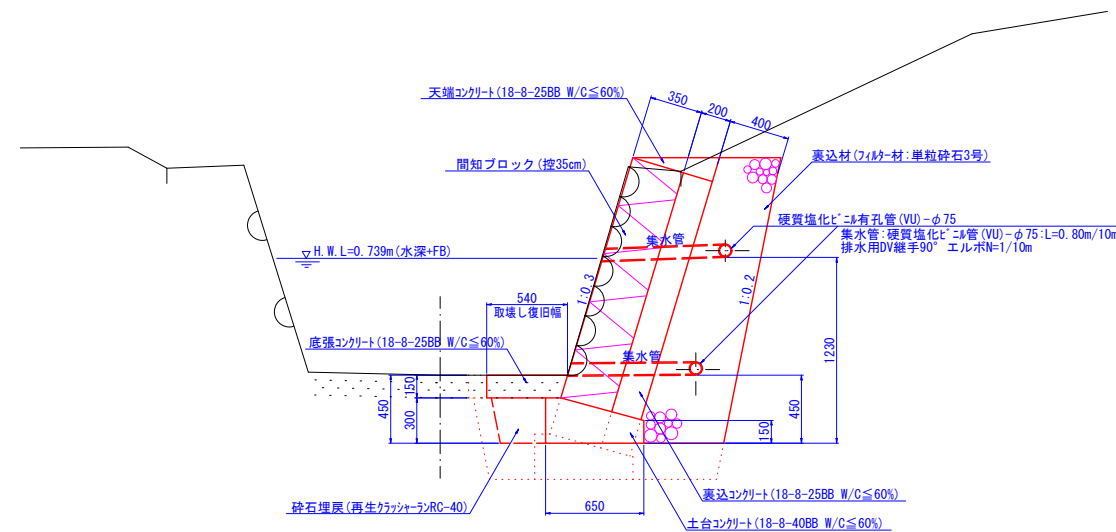 天端コンクリート(18-8-25BB W/C≦60%)
350
200
400
間知ブロック(控35cm)
裏込材(フィルター材:単粒砕石3号)
硬質塩化ビニル有孔管(VU)-φ75
集水管:硬質塩化ビニル管(VU)-φ75:L=0.80m/10m
排水用DV継手90° エルボN=1/10m
集水管
▽H.W.L=0.739m(水深+FB)
1:0.3
1:0.2
540
取壊し復旧幅
底張コンクリート(18-8-25BB W/C≦60%)
集水管
1230
450
150
300
450
150
砕石埋戻(再生クラッシャーランRC-40)
650
裏込コンクリート(18-8-25BB W/C≦60%)
土台コンクリート(18-8-40BB W/C≦60%)